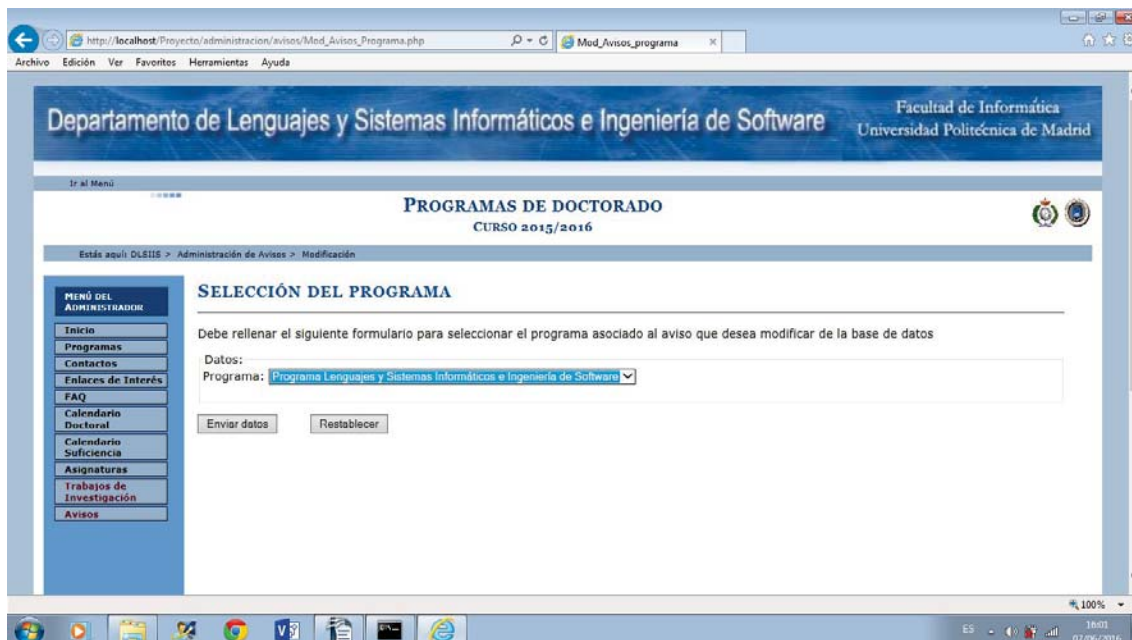 http://localhost/Proyecto/administracion/avisos/Mod_Avisos_Programa.php
Mod_Avisos_programa
Archivo Edición Ver Favoritos Herramientas Ayuda
Departamento de Lenguajes y Sistemas Informáticos e Ingeniería de Software
Facultad de Informática
Universidad Politécnica de Madrid
Ir al Menú
PROGRAMAS DE DOCTORADO
CURSO 2015/2016
Estás aquí: DLSIIS > Administración de Avisos > Modificación
MENÚ DEL
ADMINISTRADOR
Inicio
Programas
Contactos
Enlaces de Interés
FAQ
Calendario
Doctoral
Calendario
Suficiencia
Asignaturas
Trabajos de
Investigación
Avisos
SELECCIÓN DEL PROGRAMA
Debe rellenar el siguiente formulario para seleccionar el programa asociado al aviso que desea modificar de la base de datos
Datos:
Programa: Programa Lenguajes y Sistemas Informáticos e Ingeniería de Software
Enviar datos Restablecer
100%
ES
16:01
07/06/2016